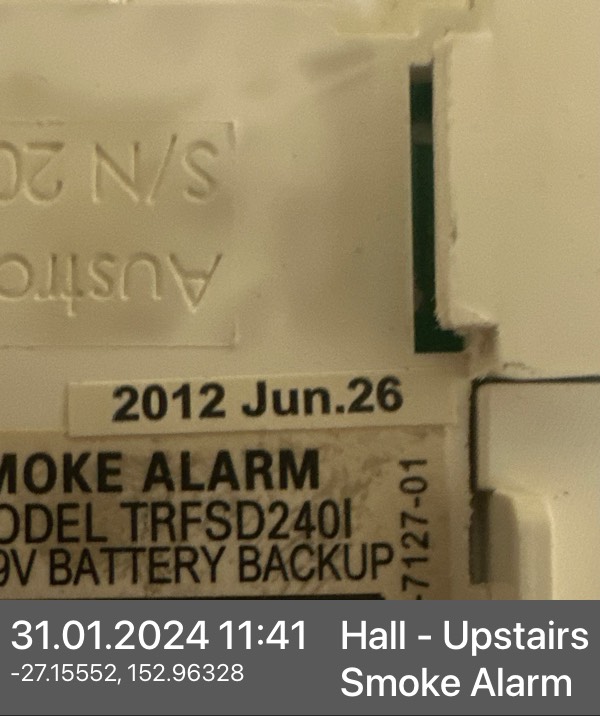 S/N 20
Austra
2012 Jun.26
MOKE ALARM
ODEL TRFSD240I
9V BATTERY BACKUP
-7127-01
31.01.2024 11:41
Hall - Upstairs
-27.15552, 152.96328
Smoke Alarm